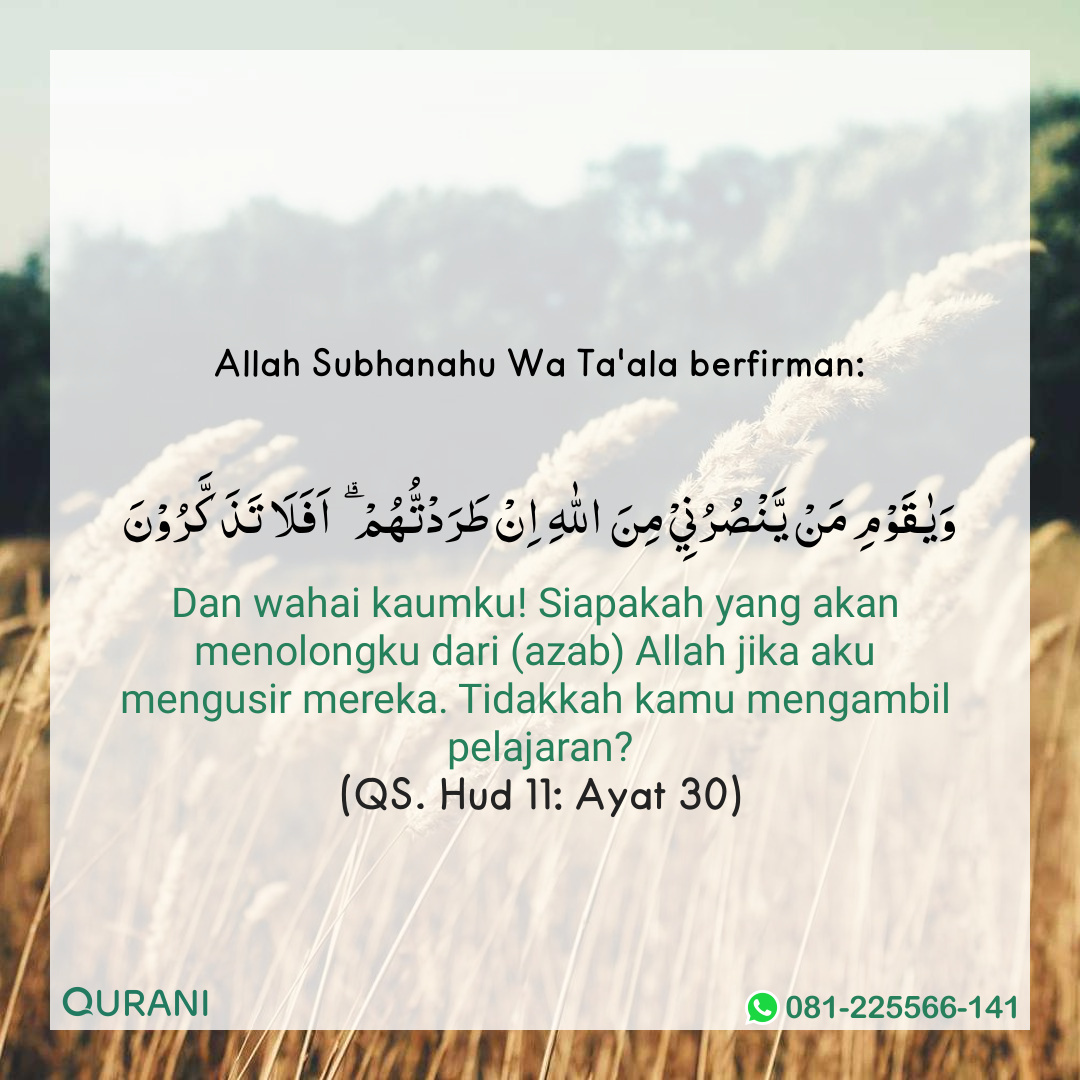 Allah Subhanahu Wa Ta'ala berfirman:
وَيٰقَوْمِ مَنْ يَّنْصُرُنِيْ مِنَ اللّٰهِ اِنْ طَرَدْتُّهُمْ ۗ اَفَلَا تَذَكَّرُوْنَ
Dan wahai kaumku! Siapakah yang akan
menolongku dari (azab) Allah jika aku
mengusir mereka. Tidakkah kamu mengambil
pelajaran?
(QS. Hud 11: Ayat 30)
QURANI
081-225566-141